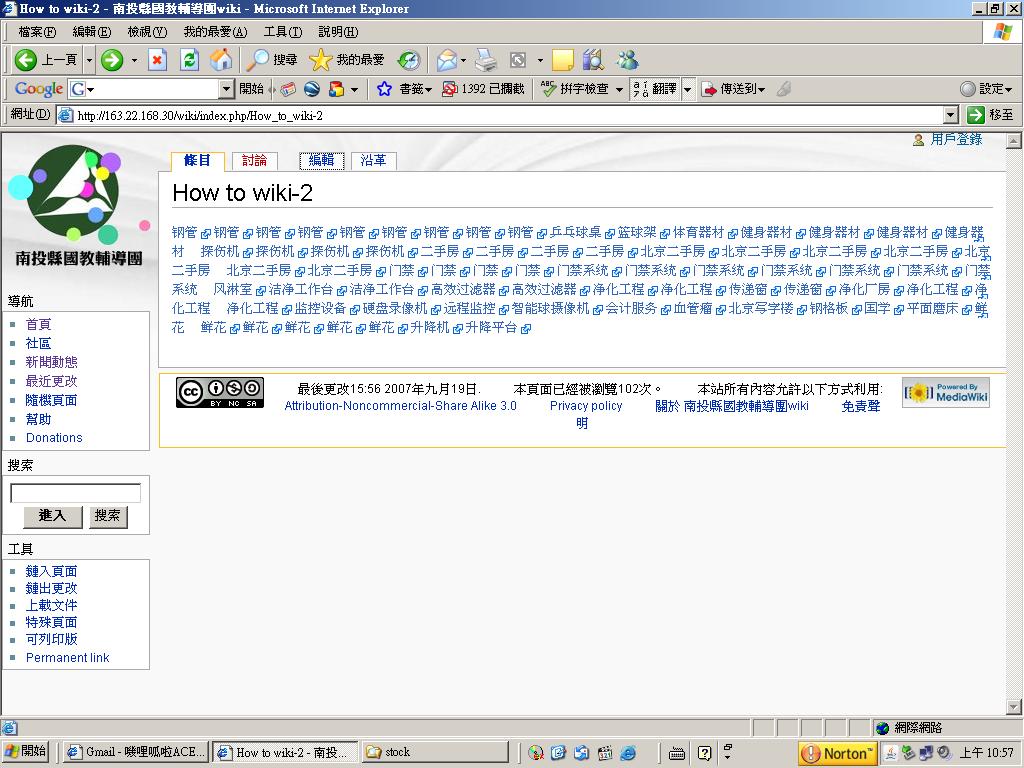 How to wiki-2 - 南投縣國教輔導團wiki - Microsoft Internet Explorer
檔案(F) 編輯(E) 檢視(V) 我的最愛(A) 工具(T) 說明(H)
上一頁 搜尋 我的最愛
Google G 開始 書籤 1392 已攔截 拼字檢查 翻譯 傳送到 設定
網址(D) http://163.22.168.30/wiki/index.php/How_to_wiki-2 移至
用戶登錄
條目 討論 編輯 沿革
How to wiki-2
钢管 钢管 钢管 钢管 钢管 钢管 钢管 钢管 钢管 乒乓球桌 篮球架 体育器材 健身器材 健身器材 健身器材 健身器
材 探伤机 探伤机 探伤机 探伤机 二手房 二手房 二手房 二手房 北京二手房 北京二手房 北京二手房 北京二手房 北京
二手房 北京二手房 北京二手房 门禁 门禁 门禁 门禁 门禁系统 门禁系统 门禁系统 门禁系统 门禁系统 门禁系统 门禁
系统 风淋室 洁净工作台 洁净工作台 高效过滤器 高效过滤器 净化工程 净化工程 传递窗 传递窗 净化厂房 净化工程 净
化工程 净化工程 监控设备 硬盘录像机 远程监控 智能球摄像机 会计服务 血管瘤 北京写字楼 钢格板 国学 平面磨床 鲜
花 鲜花 鲜花 鲜花 鲜花 鲜花 升降机 升降平台
南投縣國教輔導團
導航
首頁
社區
新聞動態
最近更改
隨機頁面
幫助
Donations
搜索
進入 搜索
工具
鏈入頁面
鏈出更改
上載文件
特殊頁面
可列印版
Permanent link
cc BY NC SA
最後更改15:56 2007年九月19日. 本頁面已經被瀏覽102次。 本站所有內容允許以下方式利用:
Attribution-Noncommercial-Share Alike 3.0 Privacy policy 關於 南投縣國教輔導團wiki 免責聲
明
Powered By
MediaWiki
網際網路
開始 Gmail - 嘍哩呱啦ACE... How to wiki-2 - 南投... stock Norton 上午 10:57